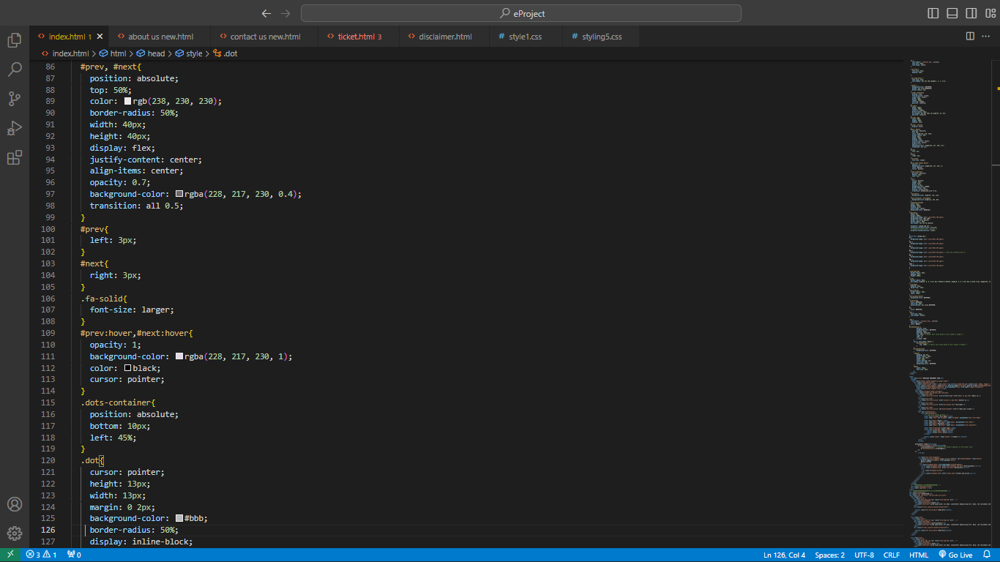 eProject
index.html 1
about us new.html
contact us new.html
ticket.html 3
disclaimer.html
# style1.css
# styling5.css
index.html > html > head > style > .dot
86 #prev, #next{
87 position: absolute;
88 top: 50%;
89 color: rgb(238, 230, 230);
90 border-radius: 50%;
91 width: 40px;
92 height: 40px;
93 display: flex;
94 justify-content: center;
95 align-items: center;
96 opacity: 0.7;
97 background-color: rgba(228, 217, 230, 0.4);
98 transition: all 0.5;
99 }
100 #prev{
101 left: 3px;
102 }
103 #next{
104 right: 3px;
105 }
106 .fa-solid{
107 font-size: larger;
108 }
109 #prev:hover,#next:hover{
110 opacity: 1;
111 background-color: rgba(228, 217, 230, 1);
112 color: black;
113 cursor: pointer;
114 }
115 .dots-container{
116 position: absolute;
117 bottom: 10px;
118 left: 45%;
119 }
120 .dot{
121 cursor: pointer;
122 height: 13px;
123 width: 13px;
124 margin: 0 2px;
125 background-color: #bbb;
126 border-radius: 50%;
127 display: inline-block;
3 1 0 Ln 126, Col 4 Spaces: 2 UTF-8 CRLF HTML Go Live